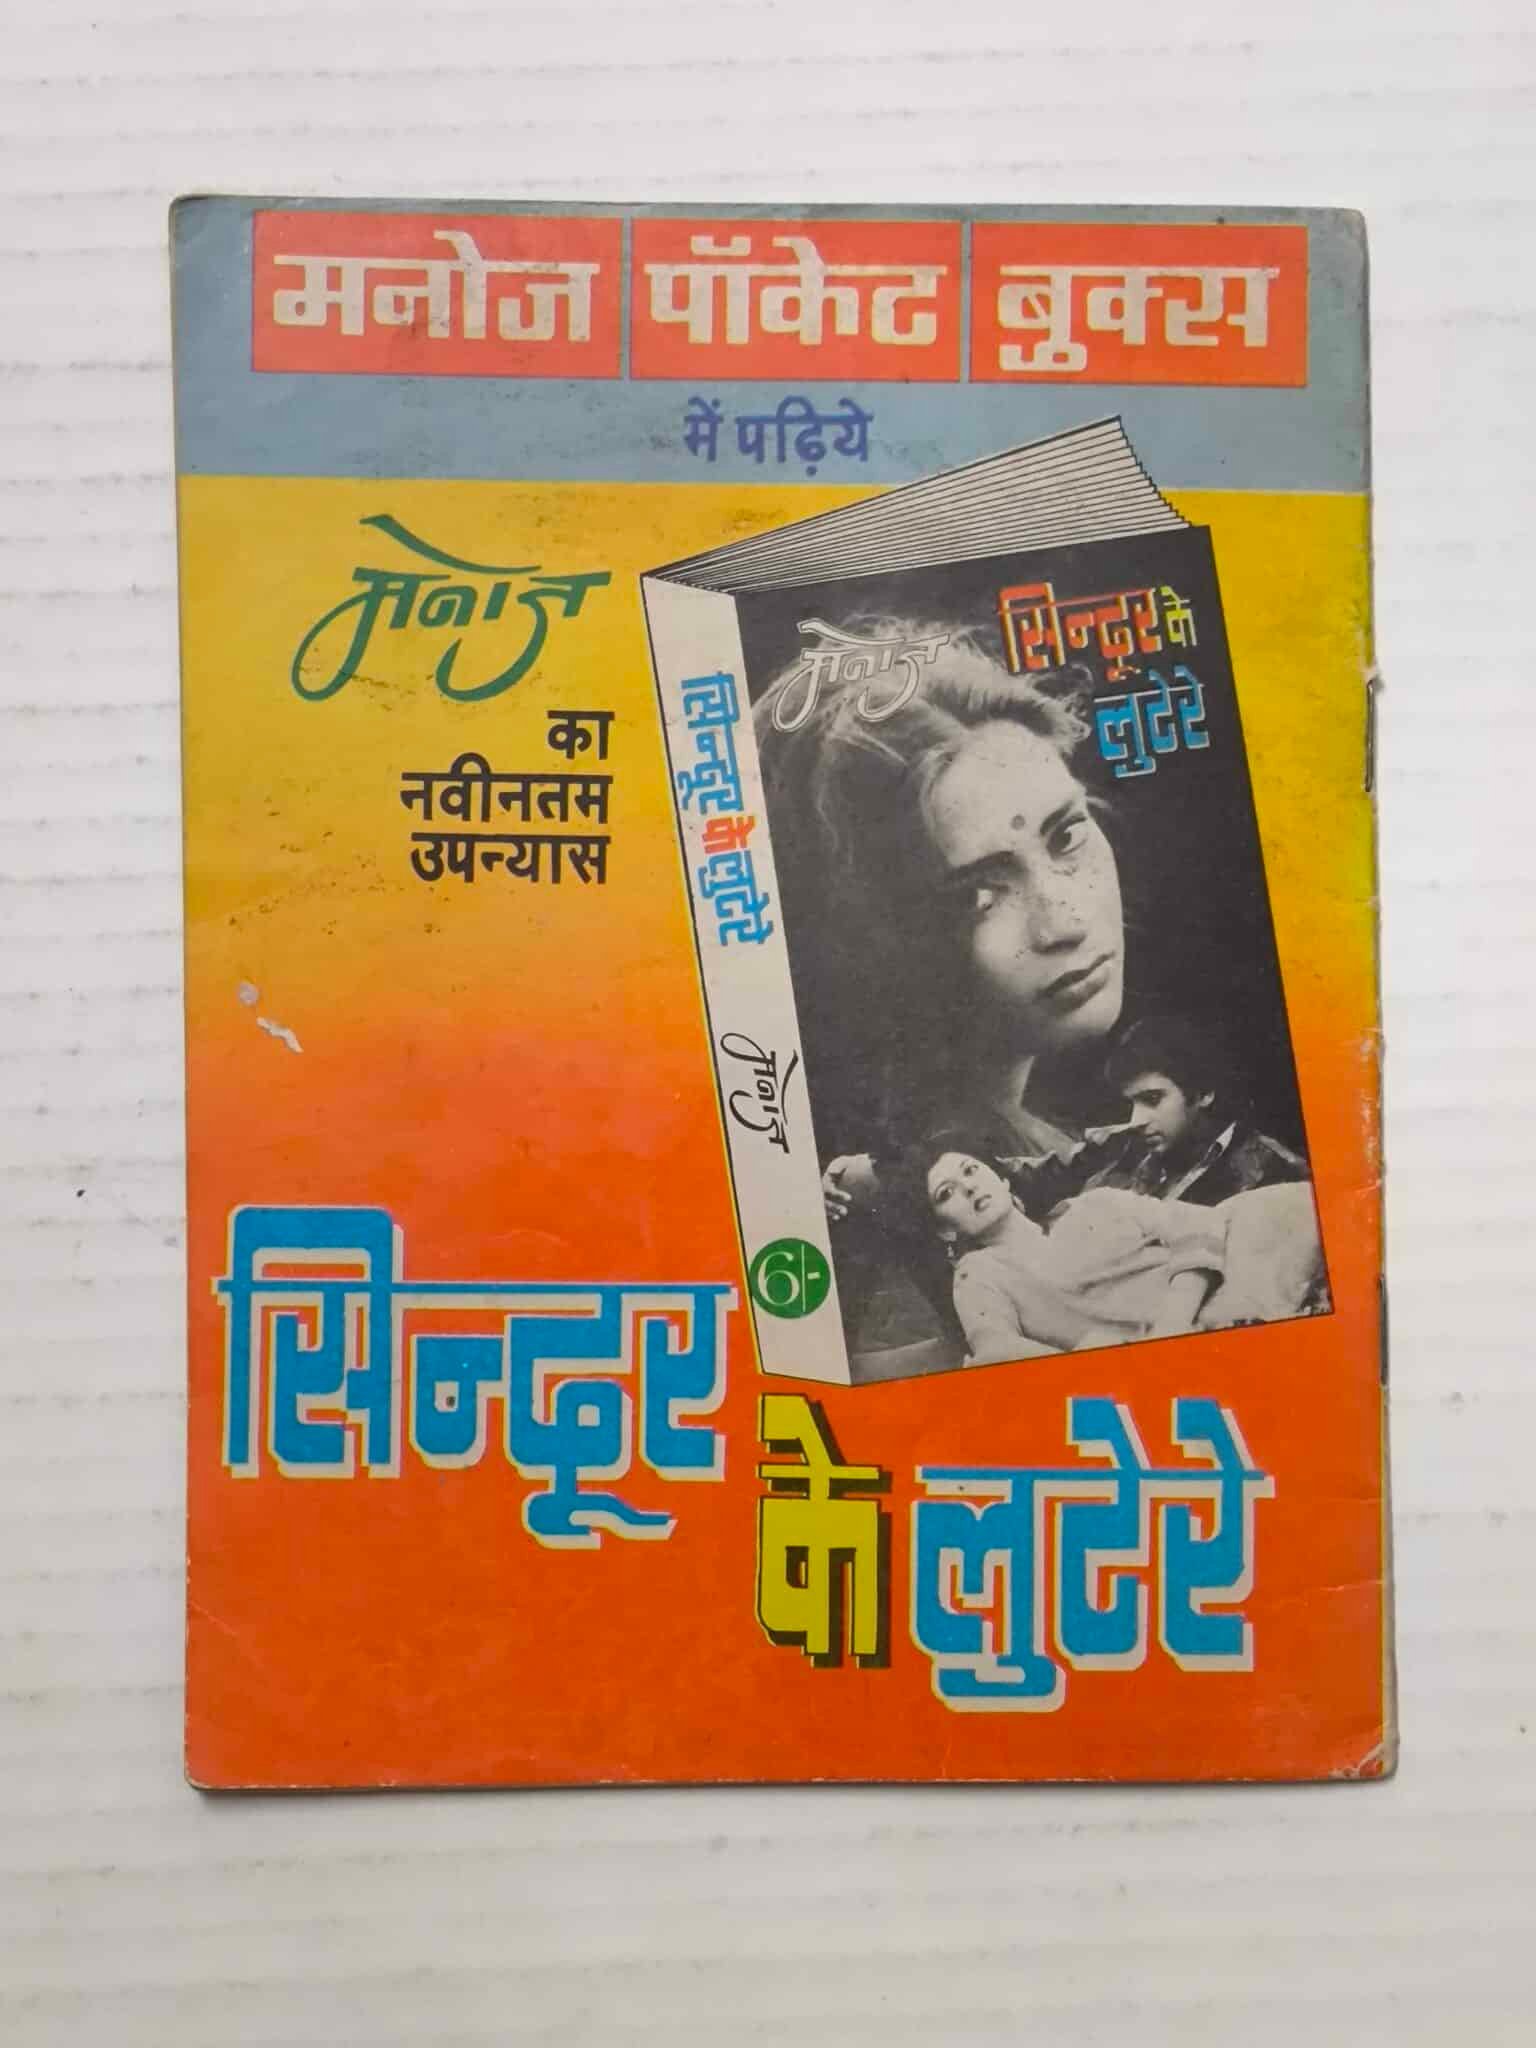 मनोज पॉकेट बुक्स
में पढ़िये
मनोज
का
नवीनतम
उपन्यास
मनोज
सिन्दूर के
लुटेरे
सिन्दूर के लुटेरे
मनोज
6/-
सिन्दूर
के लुटेरे